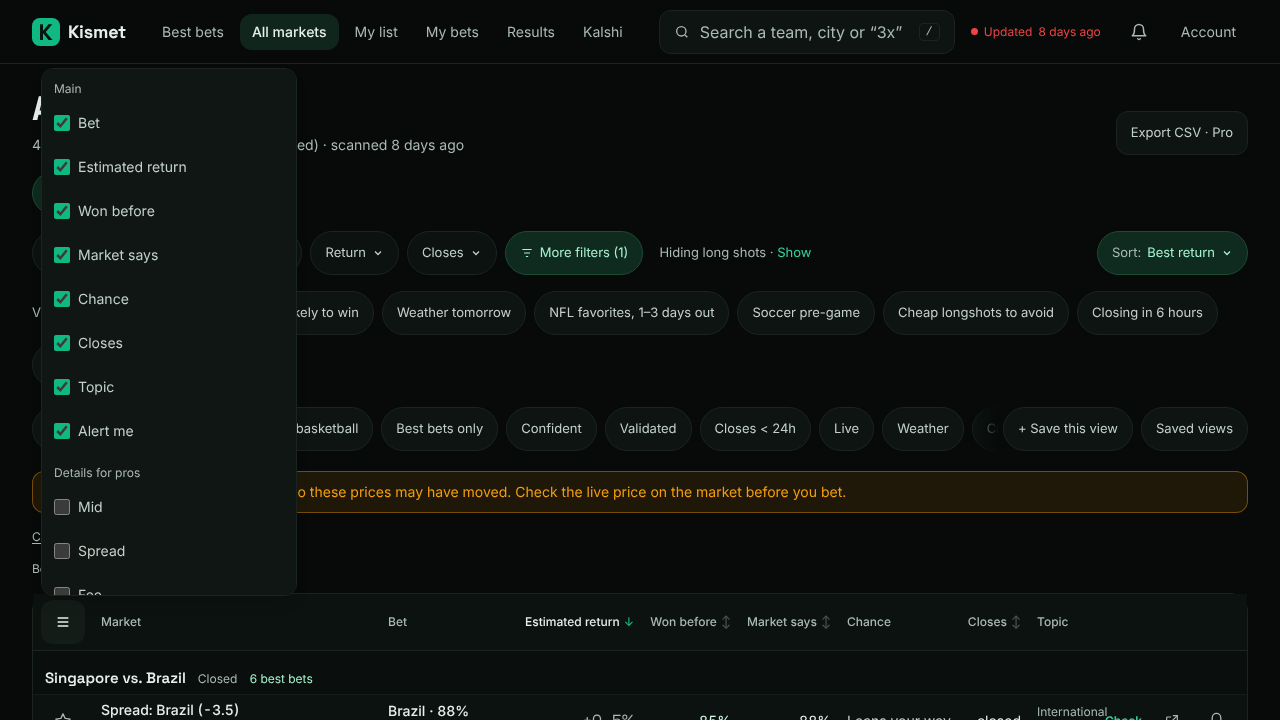 Kismet
Best bets
All markets
My list
My bets
Results
Kalshi
Search a team, city or “3x”
/
Updated 8 days ago
Account
Main
Bet
Estimated return
Won before
Market says
Chance
Closes
Topic
Alert me
Details for pros
Mid
Spread
ed) · scanned 8 days ago
Export CSV · Pro
Return
Closes
More filters (1)
Hiding long shots · Show
Sort: Best return
kely to win
Weather tomorrow
NFL favorites, 1–3 days out
Soccer pre-game
Cheap longshots to avoid
Closing in 6 hours
basketball
Best bets only
Confident
Validated
Closes < 24h
Live
Weather
+ Save this view
Saved views
o these prices may have moved. Check the live price on the market before you bet.
Market
Bet
Estimated return
Won before
Market says
Chance
Closes
Topic
Singapore vs. Brazil
Closed
6 best bets
Spread: Brazil (-3.5)
Brazil · 88%
International